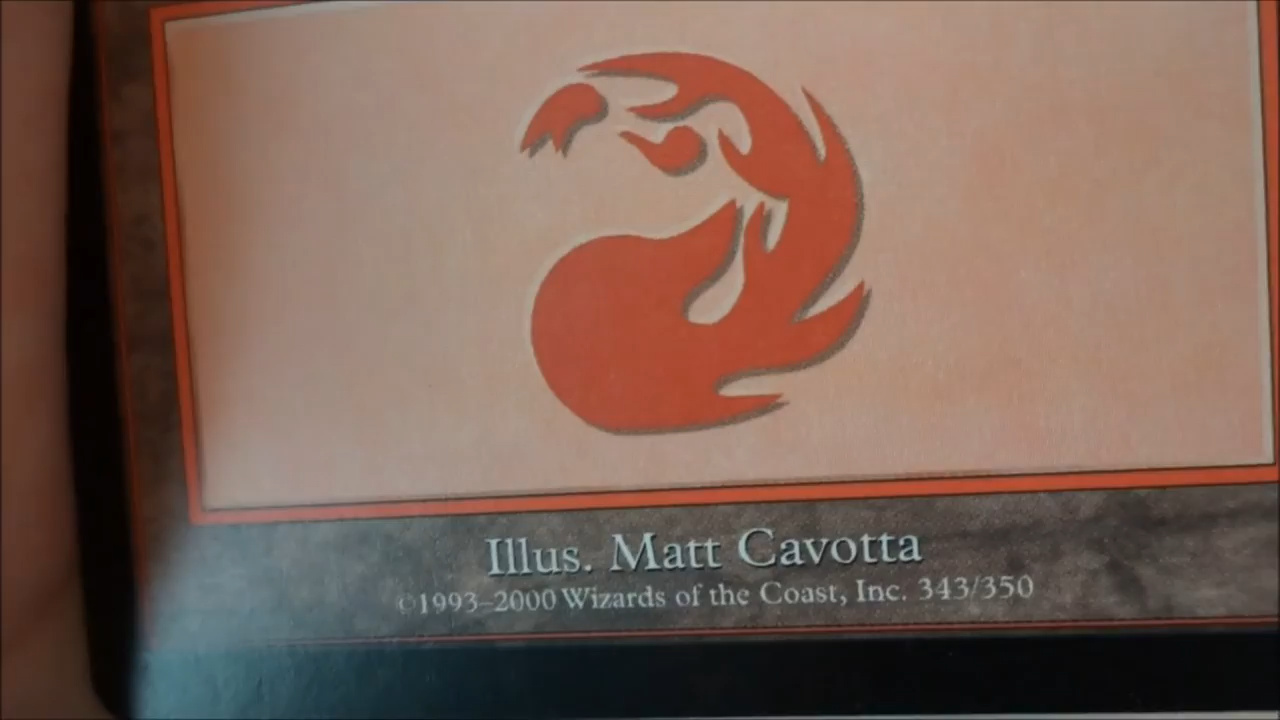 Illus. Matt Cavotta
©1993–2000 Wizards of the Coast, Inc. 343/350